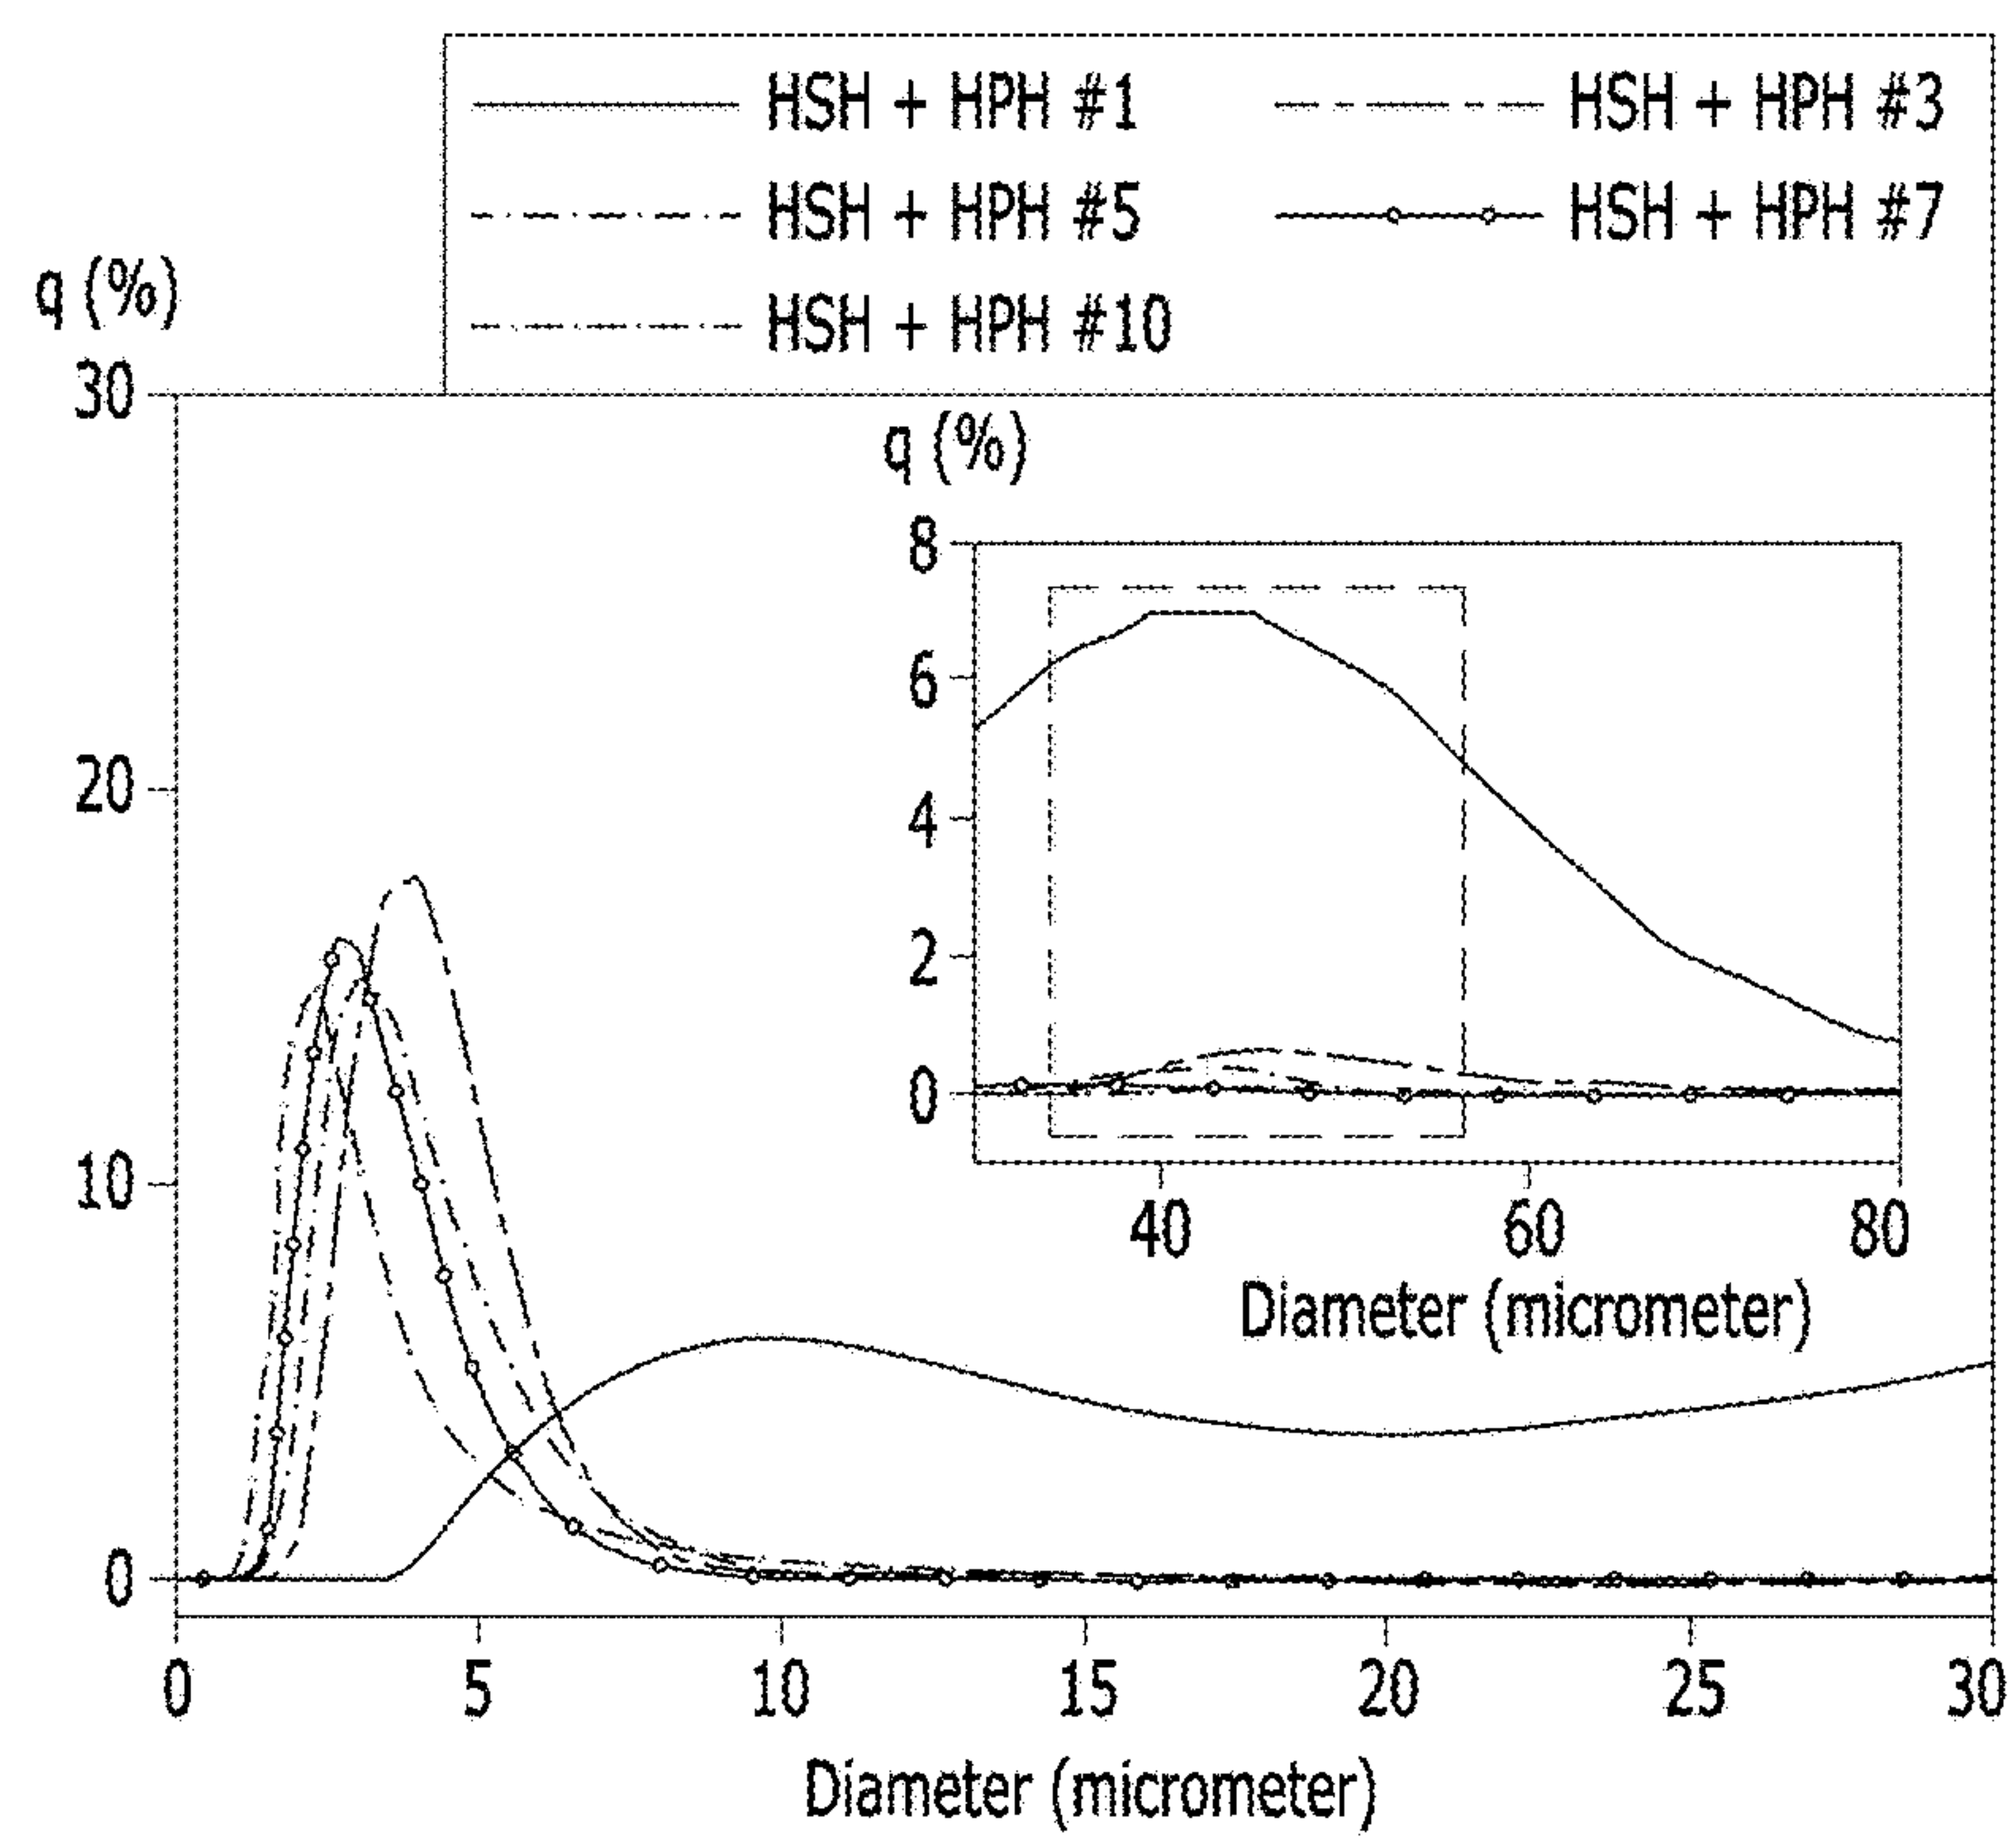 HSH + HPH #1 HSH + HPH #3
HSH + HPH #5 HSH + HPH #7
HSH + HPH #10
q (%)
30
20
10
0
0 5 10 15 20 25 30
Diameter (micrometer)
q (%)
8
6
4
2
0
40 60 80
Diameter (micrometer)